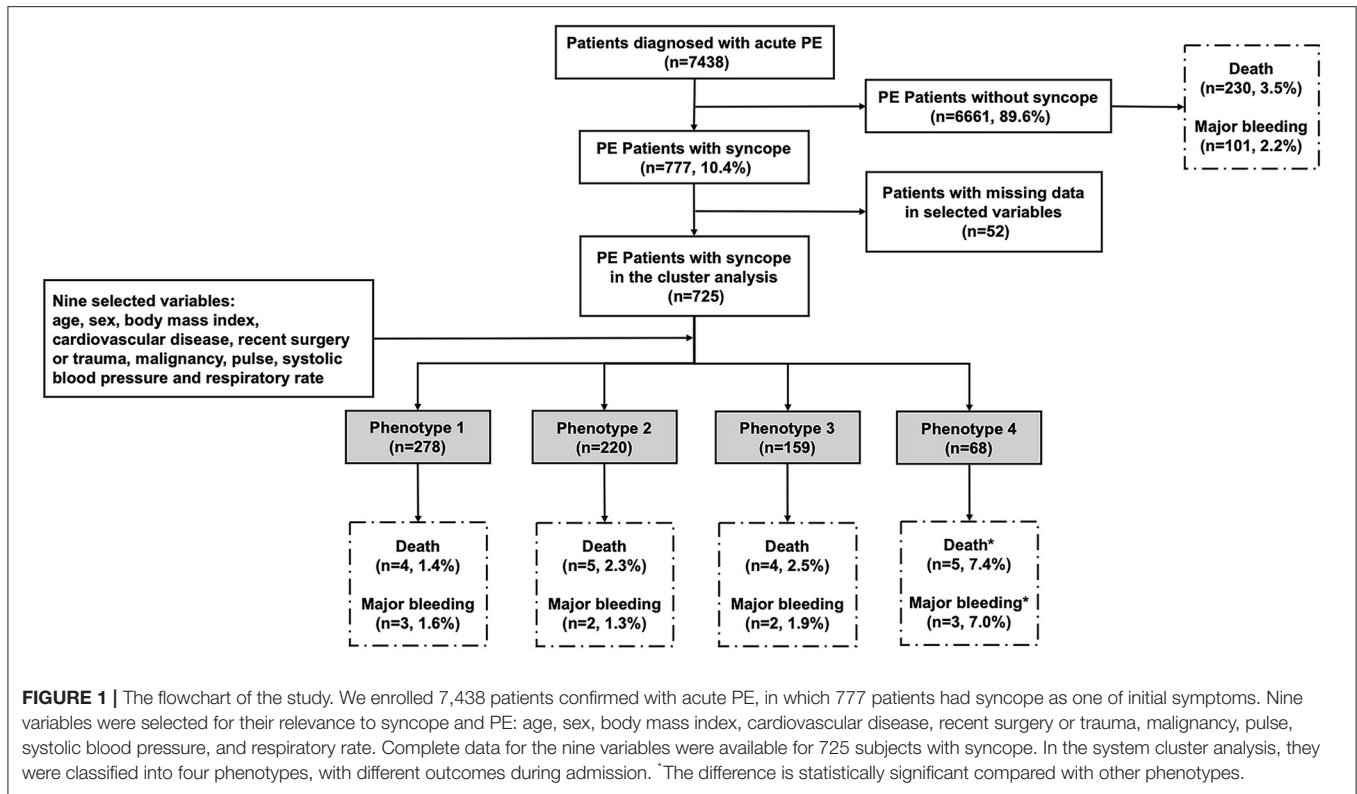 Patients diagnosed with acute PE
(n=7438)
PE Patients without syncope
(n=6661, 89.6%)
Death
(n=230, 3.5%)
Major bleeding
(n=101, 2.2%)
PE Patients with syncope
(n=777, 10.4%)
Patients with missing data
in selected variables
(n=52)
PE Patients with syncope
in the cluster analysis
(n=725)
Nine selected variables:
age, sex, body mass index,
cardiovascular disease, recent surgery
or trauma, malignancy, pulse, systolic
blood pressure and respiratory rate
Phenotype 1
(n=278)
Phenotype 2
(n=220)
Phenotype 3
(n=159)
Phenotype 4
(n=68)
Death
(n=4, 1.4%)
Major bleeding
(n=3, 1.6%)
Death
(n=5, 2.3%)
Major bleeding
(n=2, 1.3%)
Death
(n=4, 2.5%)
Major bleeding
(n=2, 1.9%)
Death*
(n=5, 7.4%)
Major bleeding*
(n=3, 7.0%)
FIGURE 1 | The flowchart of the study. We enrolled 7,438 patients confirmed with acute PE, in which 777 patients had syncope as one of initial symptoms. Nine
variables were selected for their relevance to syncope and PE: age, sex, body mass index, cardiovascular disease, recent surgery or trauma, malignancy, pulse,
systolic blood pressure, and respiratory rate. Complete data for the nine variables were available for 725 subjects with syncope. In the system cluster analysis, they
were classified into four phenotypes, with different outcomes during admission. *The difference is statistically significant compared with other phenotypes.